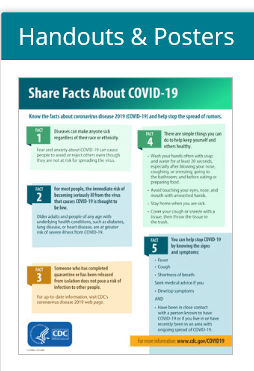 Handouts & Posters
Share Facts About COVID-19
Know the facts about coronavirus disease 2019 (COVID-19) and help stop the spread of rumors.
FACT
1
Diseases can make anyone sick
regardless of their race or ethnicity.
Fear and anxiety about COVID-19 can cause
people to avoid or reject others even though
they are not at risk for spreading the virus.
FACT
2
For most people, the immediate risk of
becoming seriously ill from the virus
that causes COVID-19 is thought to
be low.
Older adults and people of any age with
underlying health conditions, such as diabetes,
lung disease, or heart disease, are at greater
risk of severe illness from COVID-19.
FACT
3
Someone who has completed
quarantine or has been released
from isolation does not pose a risk of
infection to other people.
For up-to-date information, visit CDC's
coronavirus disease 2019 web page.
FACT
4
There are simple things you can
do to help keep yourself and
others healthy.
• Wash your hands often with soap
and water for at least 20 seconds,
especially after blowing your nose,
coughing, or sneezing; going to
the bathroom; and before eating or
preparing food.
• Avoid touching your eyes, nose, and
mouth with unwashed hands.
• Stay home when you are sick.
• Cover your cough or sneeze with a
tissue, then throw the tissue in
the trash.
FACT
5
You can help stop COVID-19
by knowing the signs
and symptoms:
• Fever
• Cough
• Shortness of breath
Seek medical advice if you
• Develop symptoms
AND
• Have been in close contact
with a person known to have
COVID-19 or if you live in or have
recently been in an area with
ongoing spread of COVID-19.
CDC
For more information: www.cdc.gov/COVID19